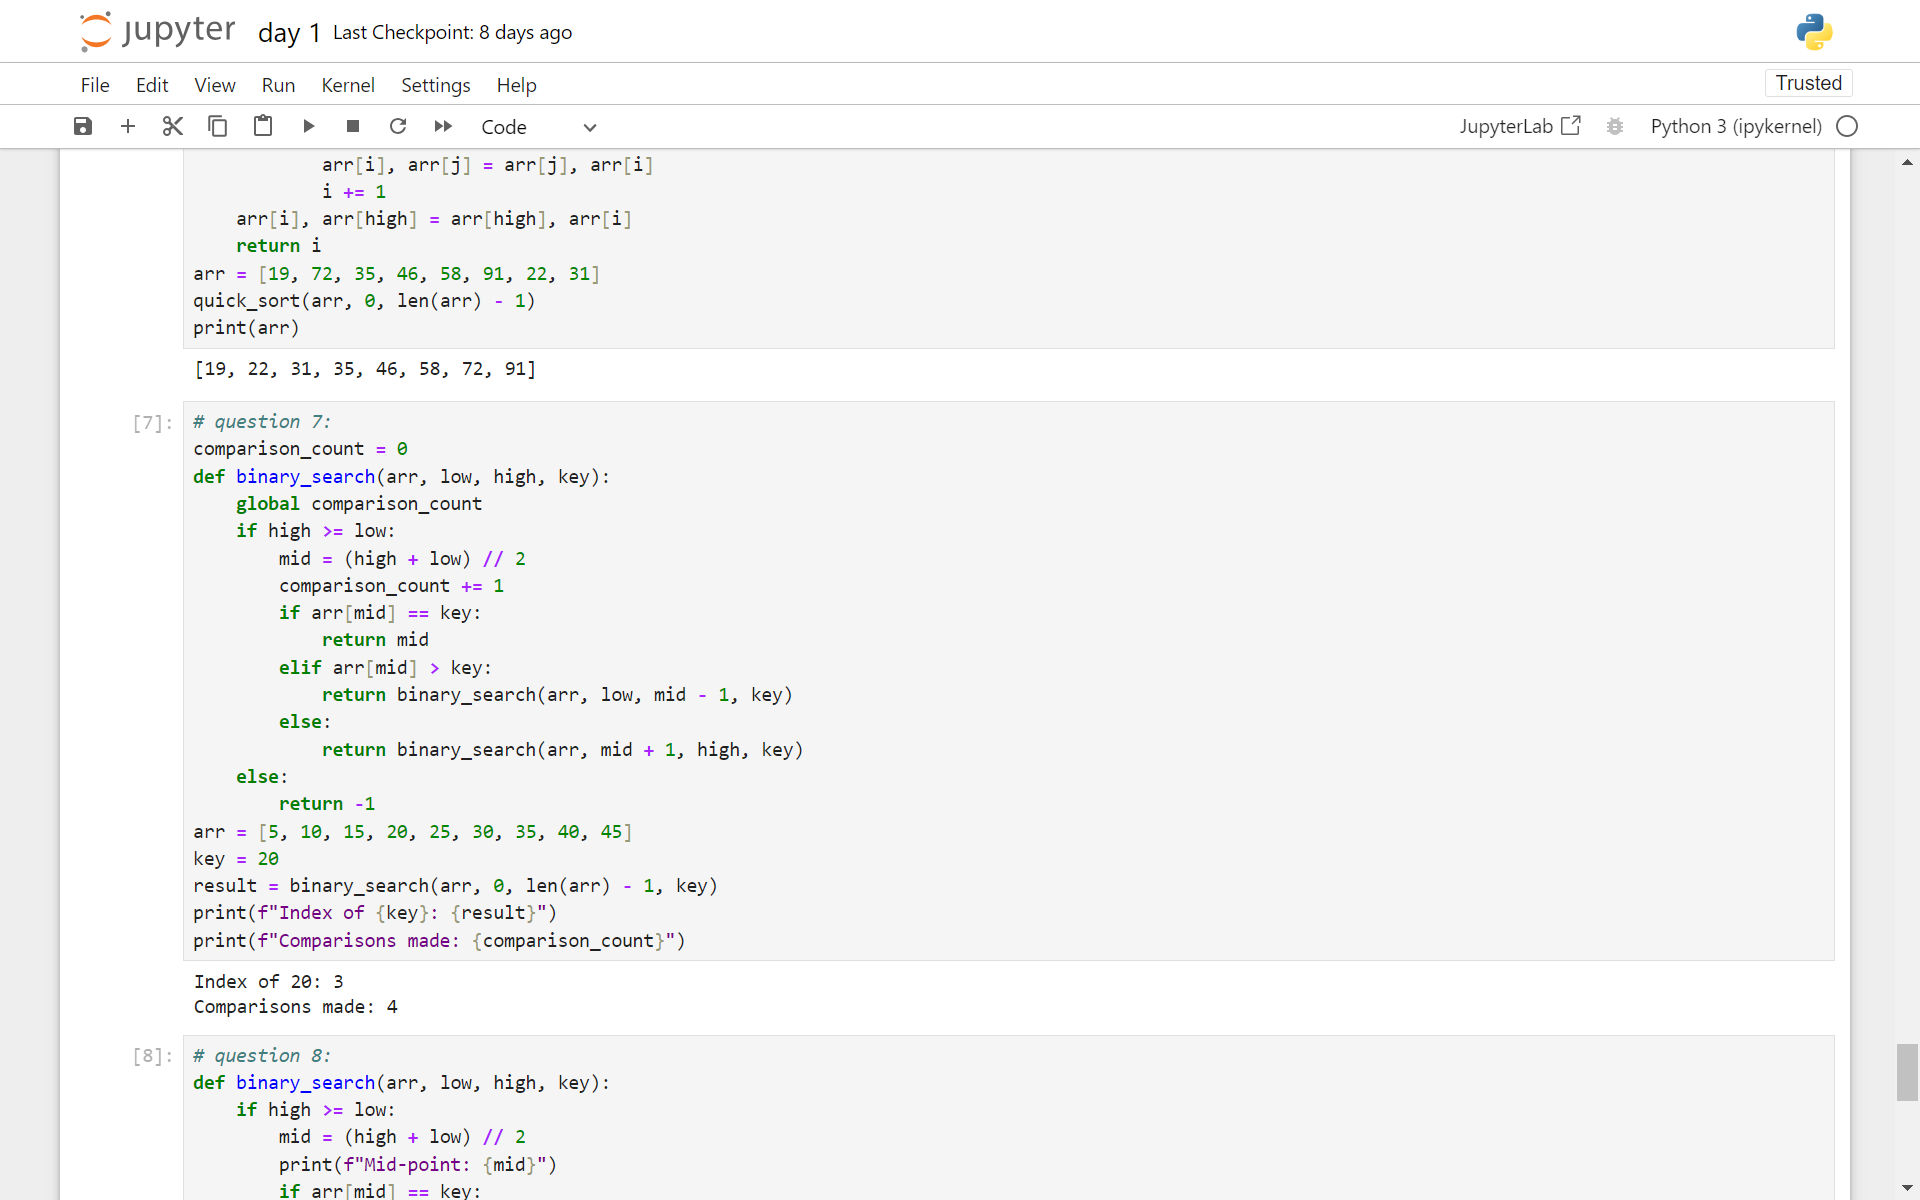 jupyter day 1 Last Checkpoint: 8 days ago
File Edit View Run Kernel Settings Help Trusted
Code JupyterLab Python 3 (ipykernel)
            arr[i], arr[j] = arr[j], arr[i]
            i += 1
    arr[i], arr[high] = arr[high], arr[i]
    return i
arr = [19, 72, 35, 46, 58, 91, 22, 31]
quick_sort(arr, 0, len(arr) - 1)
print(arr)
[19, 22, 31, 35, 46, 58, 72, 91]
[7]: # question 7:
comparison_count = 0
def binary_search(arr, low, high, key):
    global comparison_count
    if high >= low:
        mid = (high + low) // 2
        comparison_count += 1
        if arr[mid] == key:
            return mid
        elif arr[mid] > key:
            return binary_search(arr, low, mid - 1, key)
        else:
            return binary_search(arr, mid + 1, high, key)
    else:
        return -1
arr = [5, 10, 15, 20, 25, 30, 35, 40, 45]
key = 20
result = binary_search(arr, 0, len(arr) - 1, key)
print(f"Index of {key}: {result}")
print(f"Comparisons made: {comparison_count}")
Index of 20: 3
Comparisons made: 4
[8]: # question 8:
def binary_search(arr, low, high, key):
    if high >= low:
        mid = (high + low) // 2
        print(f"Mid-point: {mid}")
        if arr[mid] == key: